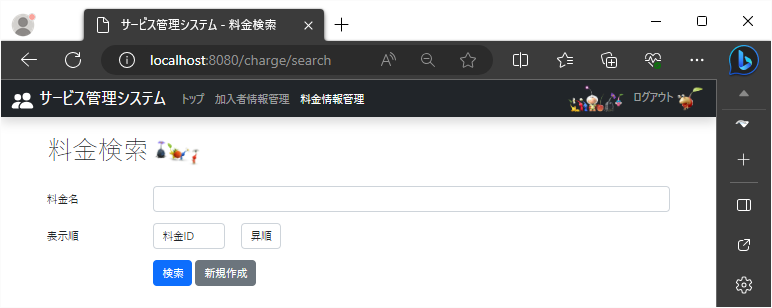 サービス管理システム - 料金検索
localhost:8080/charge/search
サービス管理システム トップ 加入者情報管理 料金情報管理 ログアウト
料金検索
料金名
表示順 料金ID 昇順
検索 新規作成